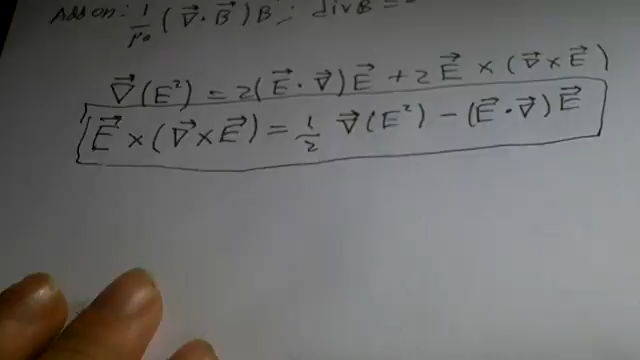 Add on: 1/μ₀ (∇⃗ · B⃗) B⃗ ; div B =
∇⃗(E²) = 2(E⃗ · ∇⃗)E⃗ + 2 E⃗ × (∇⃗ × E⃗)
E⃗ × (∇⃗ × E⃗) = 1/2 ∇⃗(E²) − (E⃗ · ∇⃗) E⃗